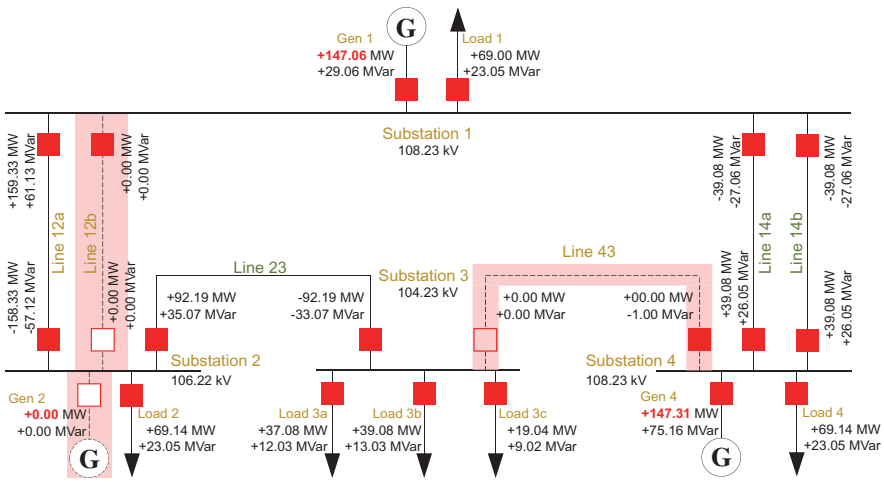 G
Gen 1
+147.06 MW
+29.06 MVar
Load 1
+69.00 MW
+23.05 MVar
Substation 1
108.23 kV
+159.33 MW
+61.13 MVar
+0.00 MW
+0.00 MVar
-39.08 MW
-27.06 MVar
-39.08 MW
-27.06 MVar
Line 12a
Line 12b
Line 14a
Line 14b
-158.33 MW
-57.12 MVar
+0.00 MW
+0.00 MVar
Line 23
+92.19 MW
+35.07 MVar
-92.19 MW
-33.07 MVar
Substation 3
104.23 kV
Line 43
+0.00 MW
+0.00 MVar
+00.00 MW
-1.00 MVar
+39.08 MW
+26.05 MVar
+39.08 MW
+26.05 MVar
Substation 2
106.22 kV
Substation 4
108.23 kV
Gen 2
+0.00 MW
+0.00 MVar
G
Load 2
+69.14 MW
+23.05 MVar
Load 3a
+37.08 MW
+12.03 MVar
Load 3b
+39.08 MW
+13.03 MVar
Load 3c
+19.04 MW
+9.02 MVar
Gen 4
+147.31 MW
+75.16 MVar
G
Load 4
+69.14 MW
+23.05 MVar